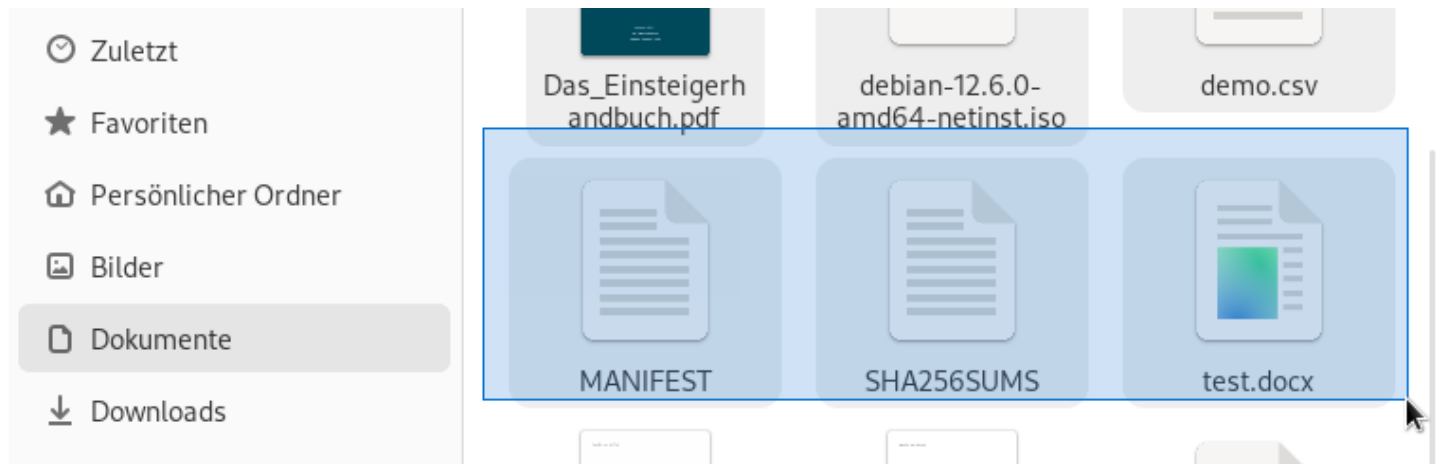 Zuletzt
Favoriten
Persönlicher Ordner
Bilder
Dokumente
Downloads
Das_Einsteigerh
andbuch.pdf
debian-12.6.0-
amd64-netinst.iso
demo.csv
MANIFEST
SHA256SUMS
test.docx